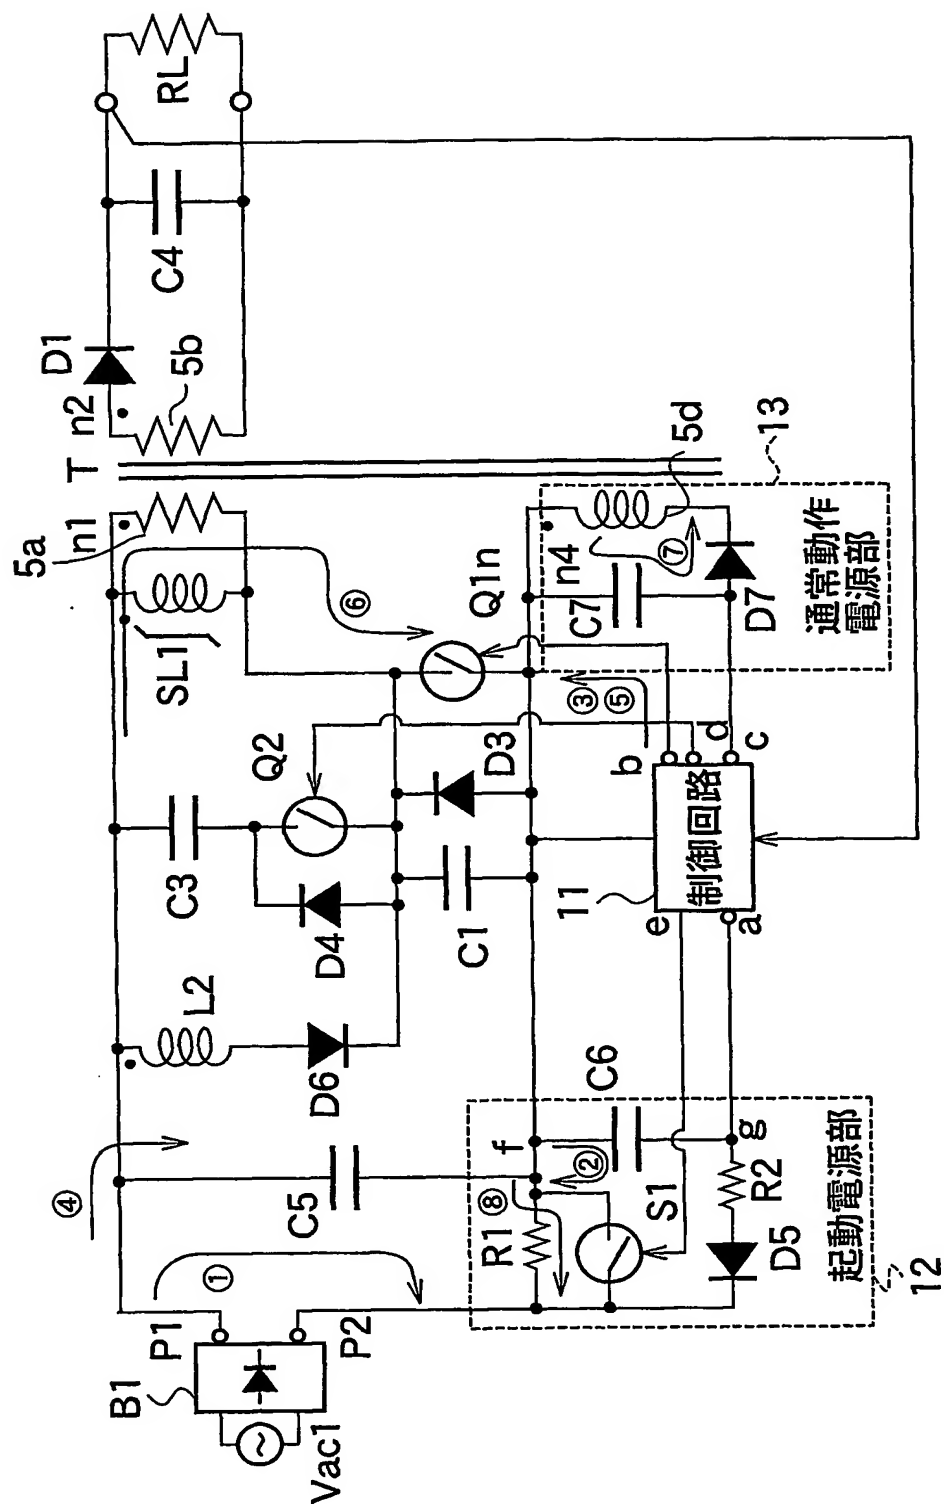 Vac1
B1
P1
P2
①
④
C5
R1
⑧
f
②
S1
C6
g
R2
D5
起動電源部
12
L2
D6
C3
D4
Q2
C1
D3
11
制御回路
e
a
b
d
c
③
⑤
SL1
5a
n1
⑥
Q1n
n4
C7
⑦
5d
D7
通常動作
電源部
13
T
n2
5b
D1
C4
RL